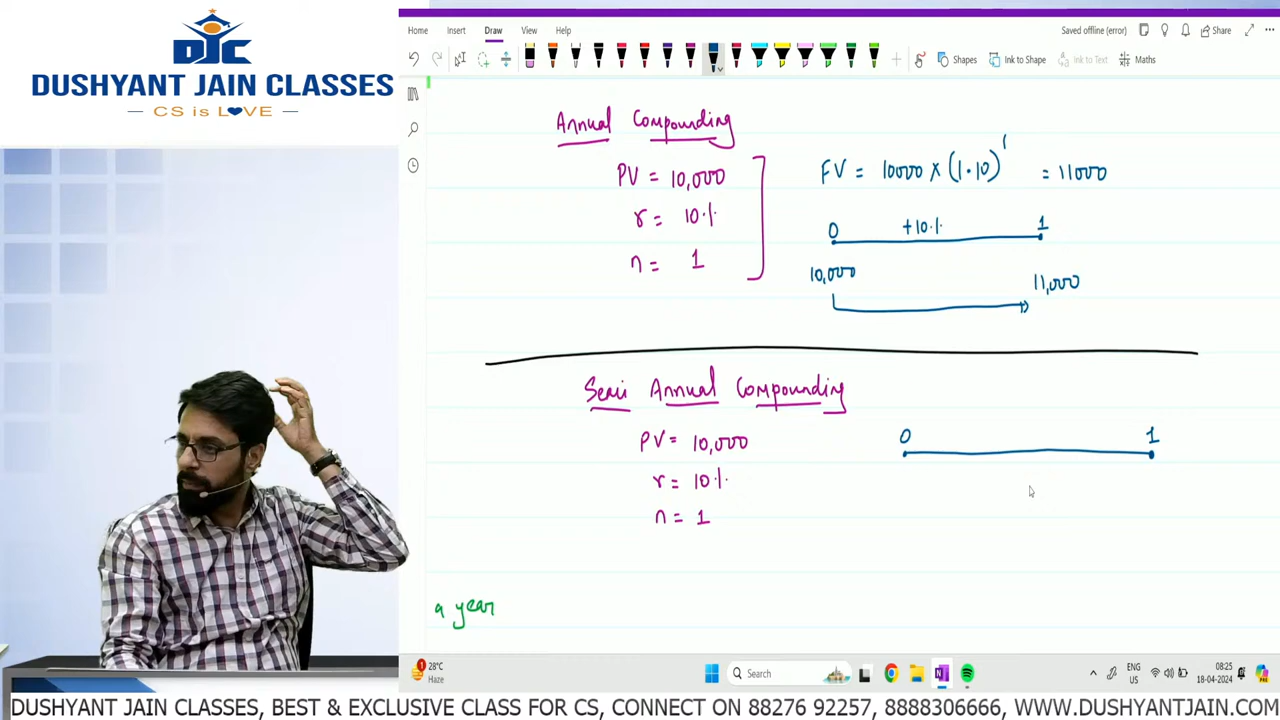 DJC
DUSHYANT JAIN CLASSES
CS is LOVE
Home Insert Draw View Help
Saved offline (error) Share
Shapes Ink to Shape Ink to Text Maths
Annual Compounding
PV = 10,000
r = 10%
n = 1
FV = 10000 × (1.10)¹ = 11000
0 +10% 1
10,000 11,000
Semi Annual Compounding
PV = 10,000
r = 10%
n = 1
0 1
a year
28°C
Haze
Search
ENG
US
08:25
18-04-2024
DUSHYANT JAIN CLASSES, BEST & EXCLUSIVE CLASS FOR CS, CONNECT ON 88276 92257, 8888306666, WWW.DUSHYANTJAIN.COM